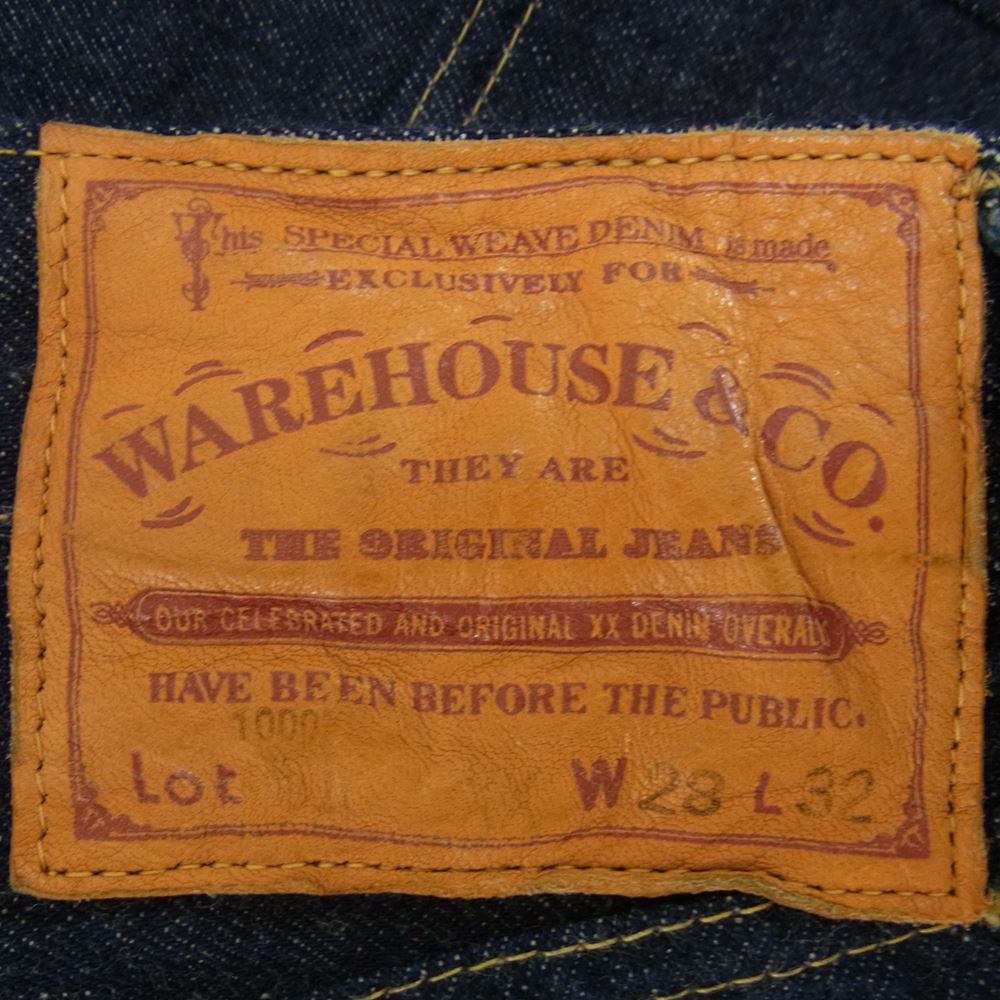 This SPECIAL WEAVE DENIM is made
EXCLUSIVELY FOR
WAREHOUSE & CO.
THEY ARE
THE ORIGINAL JEANS
OUR CELEBRATED AND ORIGINAL XX DENIM OVERALL
HAVE BEEN BEFORE THE PUBLIC.
1000
Lot W 28 L 32